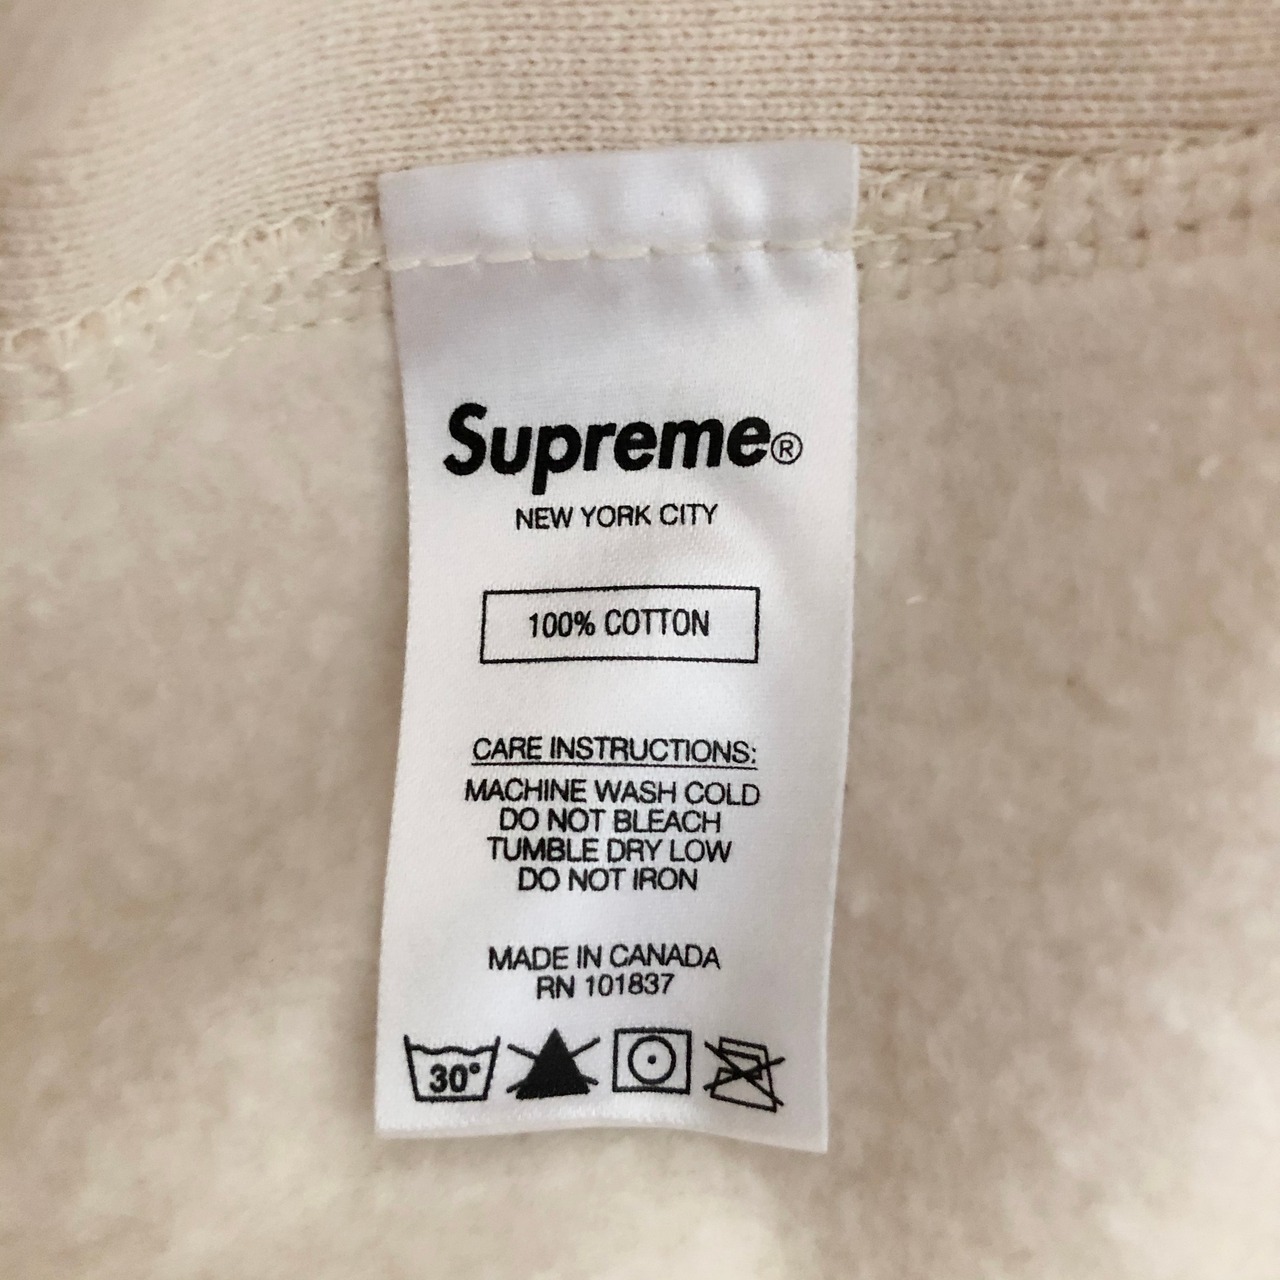 Supreme®
NEW YORK CITY
100% COTTON
CARE INSTRUCTIONS:
MACHINE WASH COLD
DO NOT BLEACH
TUMBLE DRY LOW
DO NOT IRON
MADE IN CANADA
RN 101837
30°